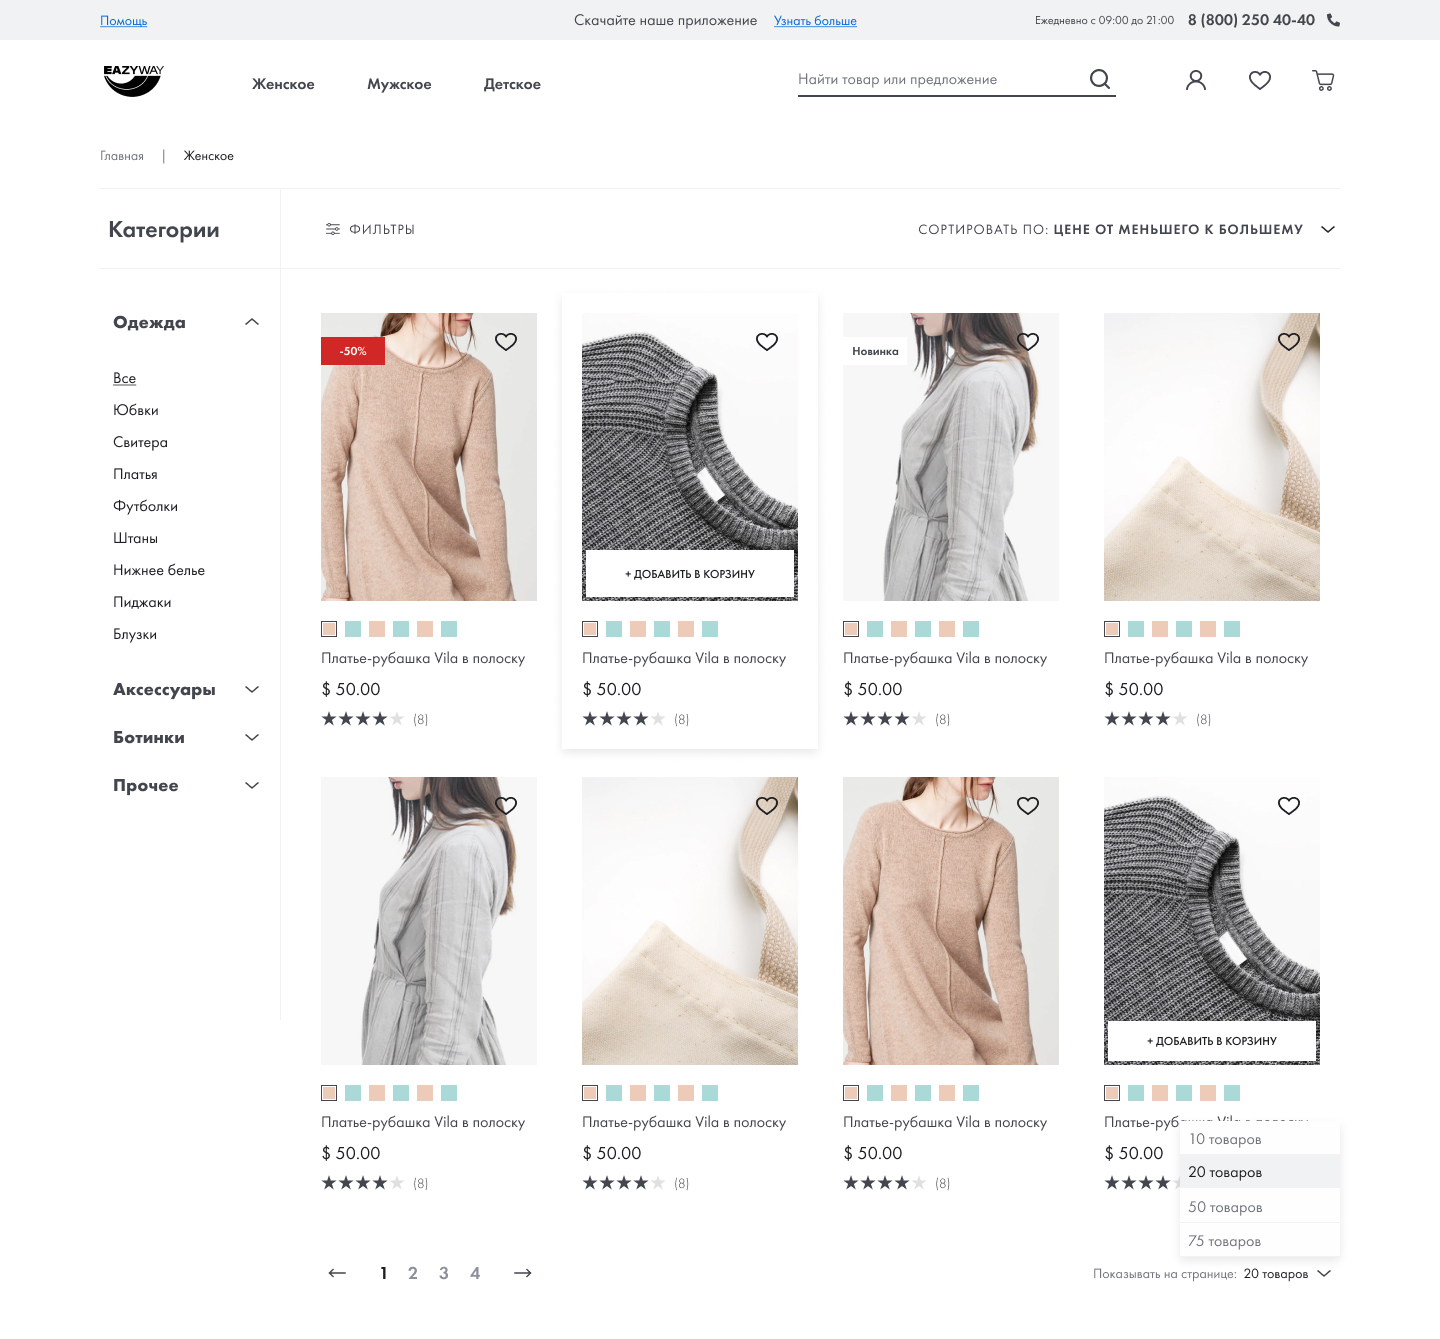 Помощь
Скачайте наше приложение Узнать больше
Ежедневно с 09:00 до 21:00 8 (800) 250 40-40
EAZYWAY
Женское Мужское Детское
Найти товар или предложение
Главная | Женское
Категории
ФИЛЬТРЫ
СОРТИРОВАТЬ ПО: ЦЕНЕ ОТ МЕНЬШЕГО К БОЛЬШЕМУ
Одежда
Все
Юбвки
Свитера
Платья
Футболки
Штаны
Нижнее белье
Пиджаки
Блузки
Аксессуары
Ботинки
Прочее
-50%
Платье-рубашка Vila в полоску
$ 50.00
(8)
+ ДОБАВИТЬ В КОРЗИНУ
Платье-рубашка Vila в полоску
$ 50.00
(8)
Новинка
Платье-рубашка Vila в полоску
$ 50.00
(8)
Платье-рубашка Vila в полоску
$ 50.00
(8)
Платье-рубашка Vila в полоску
$ 50.00
(8)
Платье-рубашка Vila в полоску
$ 50.00
(8)
Платье-рубашка Vila в полоску
$ 50.00
(8)
+ ДОБАВИТЬ В КОРЗИНУ
Платье-рубашка Vila в полоску
$ 50.00
10 товаров
20 товаров
50 товаров
75 товаров
1 2 3 4
Показывать на странице: 20 товаров